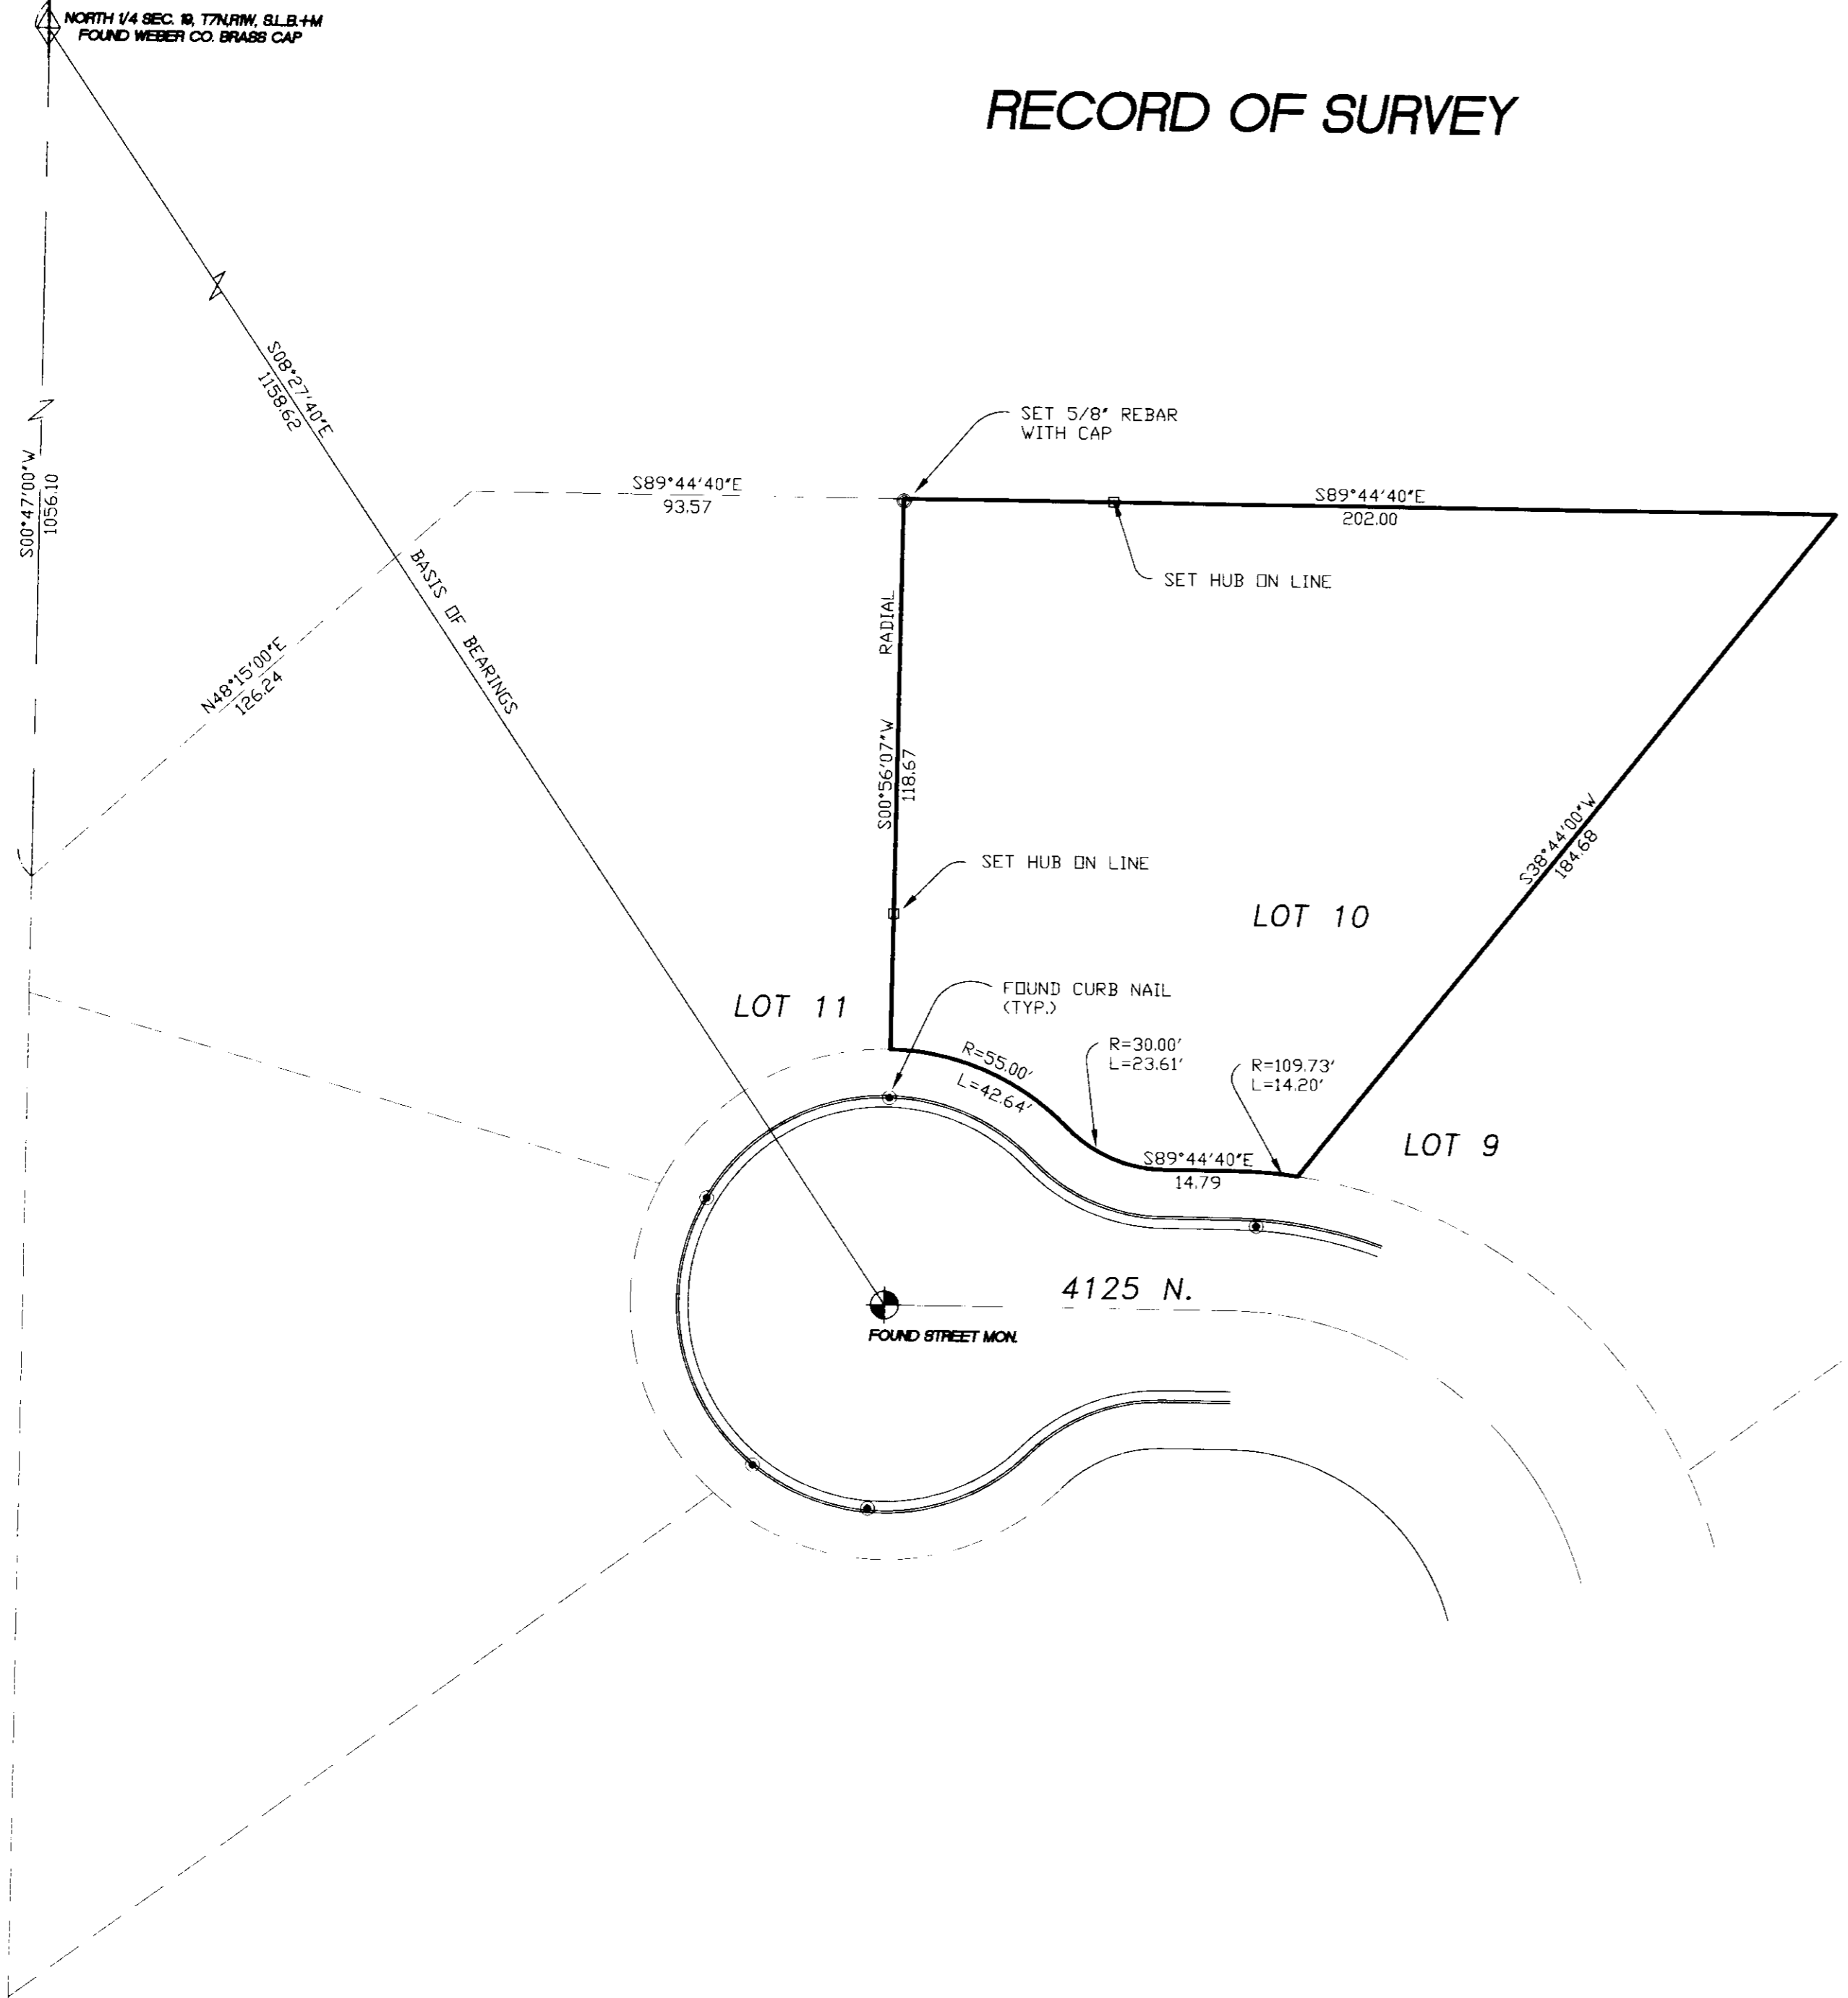 NORTH 1/4 SEC. 19, T7N,R1W, S.L.B.+M
FOUND WEBER CO. BRASS CAP
RECORD OF SURVEY
S08°27'40"E
1158.62
S00°47'00"W
1056.10
BASIS OF BEARINGS
N48°15'00"E
126.24
S89°44'40"E
93.57
SET 5/8" REBAR
WITH CAP
S89°44'40"E
202.00
SET HUB ON LINE
RADIAL
S00°56'07"W
118.67
SET HUB ON LINE
S38°44'00"W
184.68
LOT 10
LOT 11
FOUND CURB NAIL
(TYP.)
R=55.00'
L=42.64'
R=30.00'
L=23.61'
R=109.73'
L=14.20'
S89°44'40"E
14.79
LOT 9
4125 N.
FOUND STREET MON.